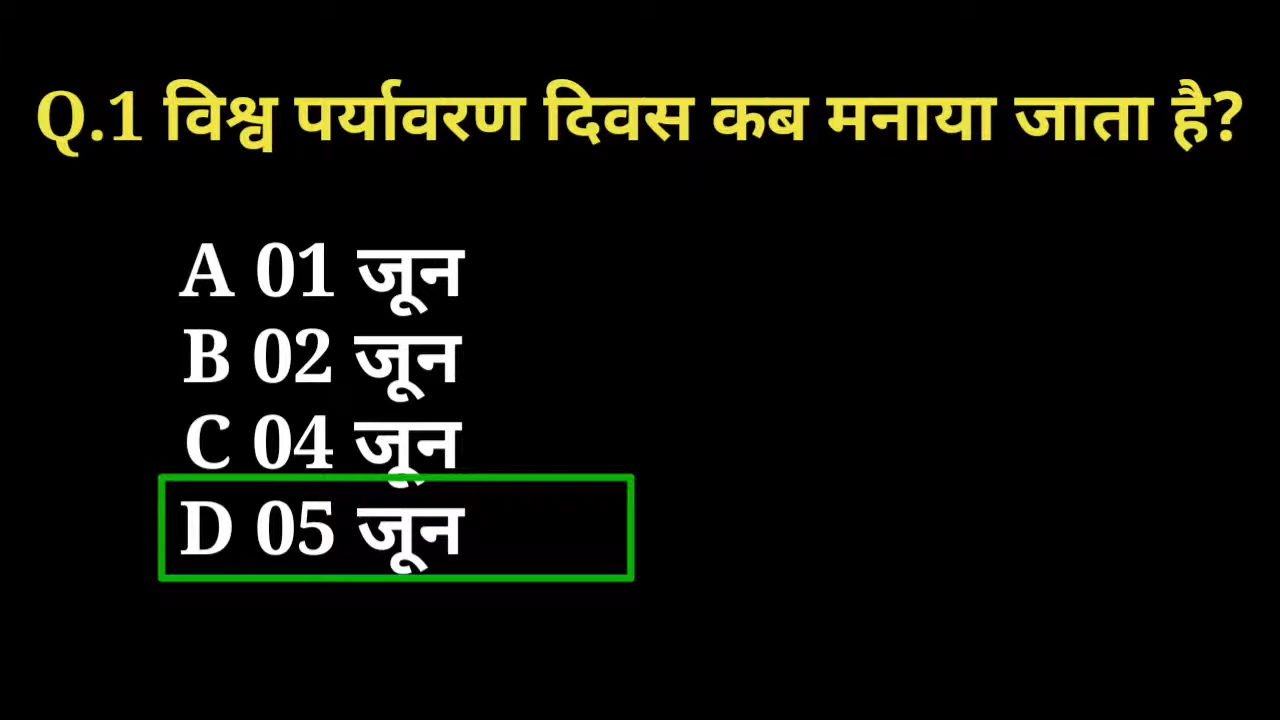 Q.1 विश्व पर्यावरण दिवस कब मनाया जाता है?
A 01 जून
B 02 जून
C 04 जून
D 05 जून